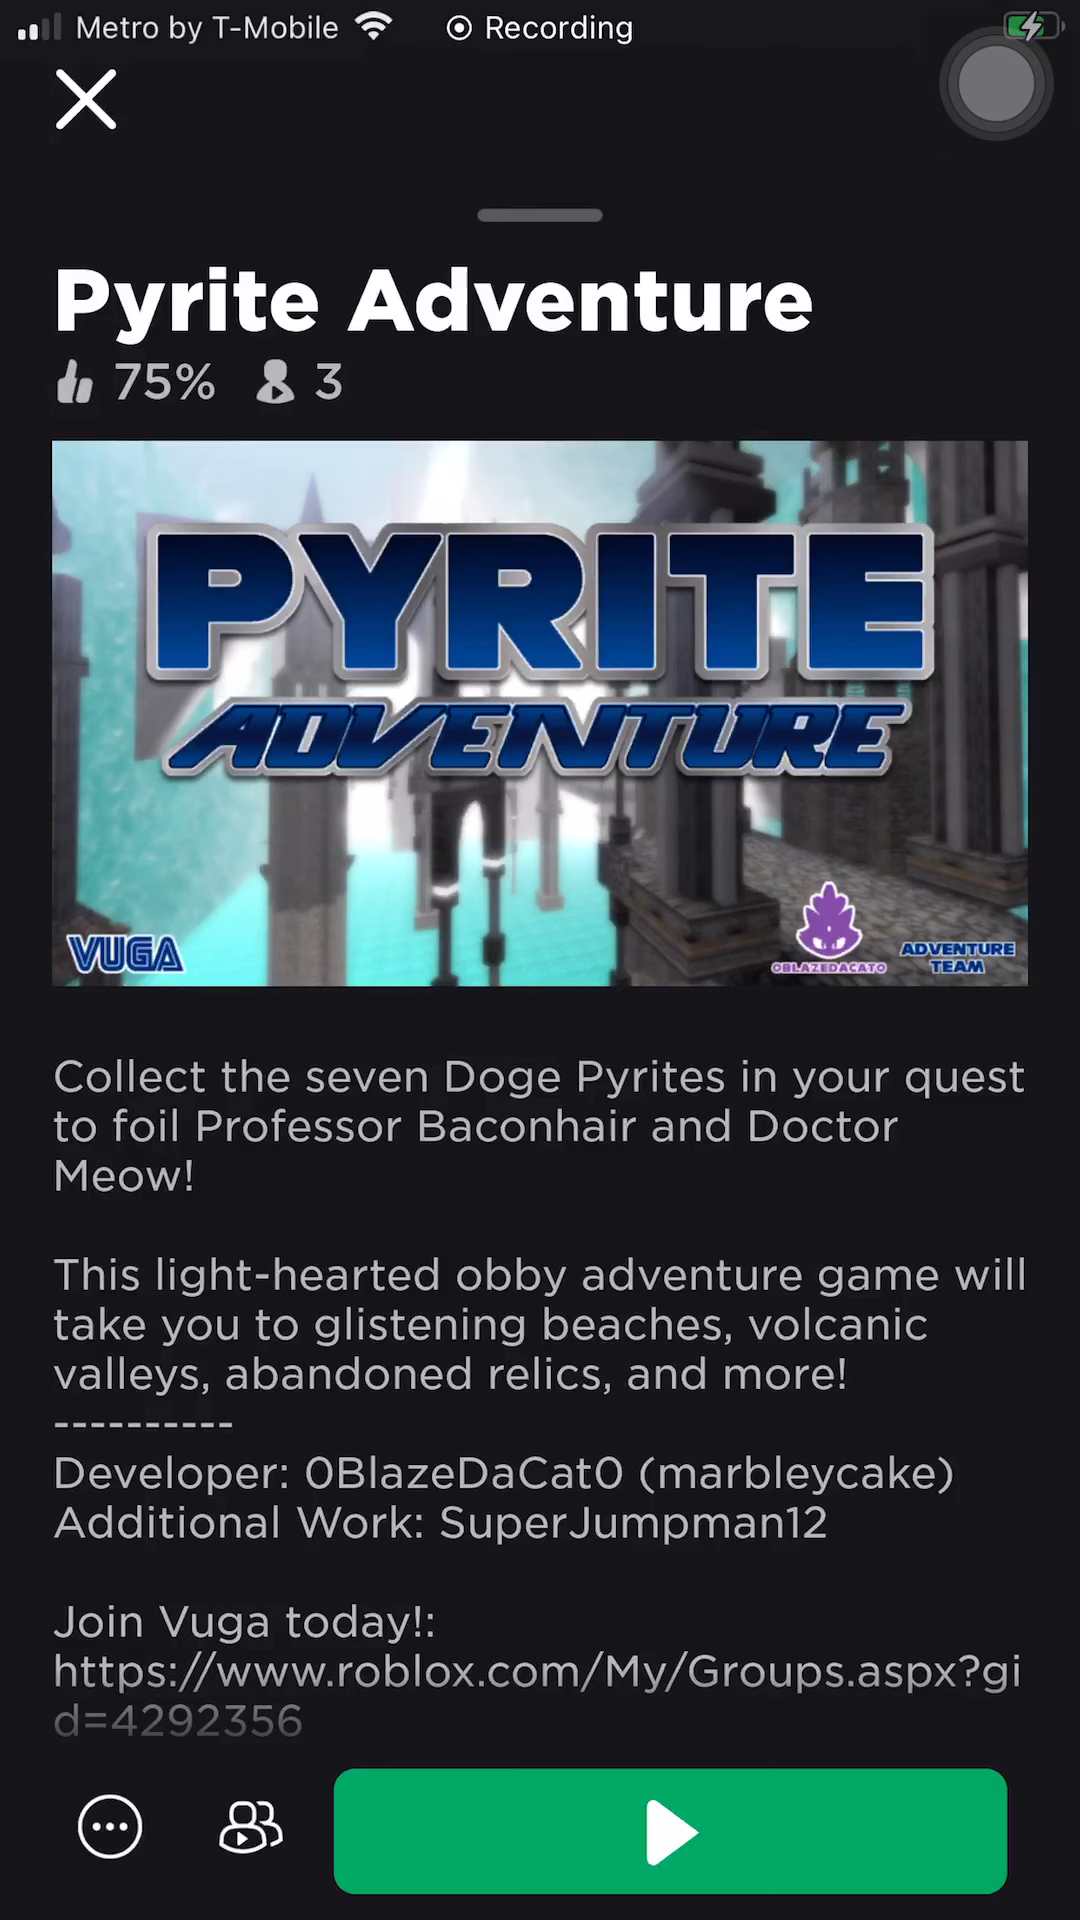 Metro by T-Mobile
Recording
Pyrite Adventure
75% 3
PYRITE
ADVENTURE
VUGA
0BLAZEDACAT0
ADVENTURE
TEAM
Collect the seven Doge Pyrites in your quest
to foil Professor Baconhair and Doctor
Meow!
This light-hearted obby adventure game will
take you to glistening beaches, volcanic
valleys, abandoned relics, and more!
----------
Developer: 0BlazeDaCat0 (marbleycake)
Additional Work: SuperJumpman12
Join Vuga today!:
https://www.roblox.com/My/Groups.aspx?gi
d=4292356